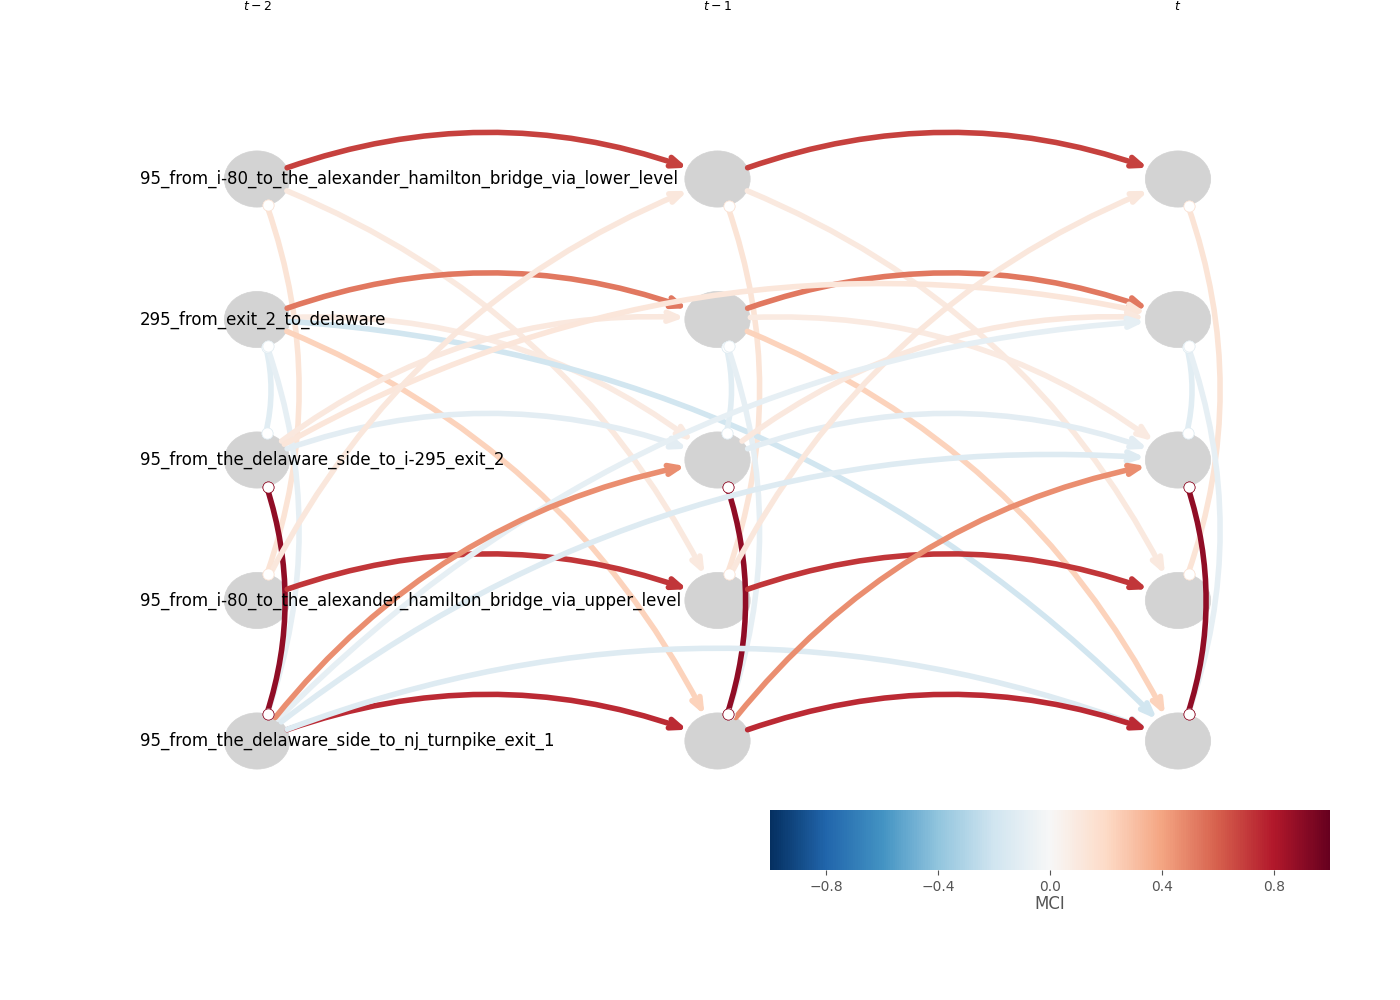 t − 2 t − 1 t
95_from_i-80_to_the_alexander_hamilton_bridge_via_lower_level
295_from_exit_2_to_delaware
95_from_the_delaware_side_to_i-295_exit_2
95_from_i-80_to_the_alexander_hamilton_bridge_via_upper_level
95_from_the_delaware_side_to_nj_turnpike_exit_1
−0.8 −0.4 0.0 0.4 0.8
MCI